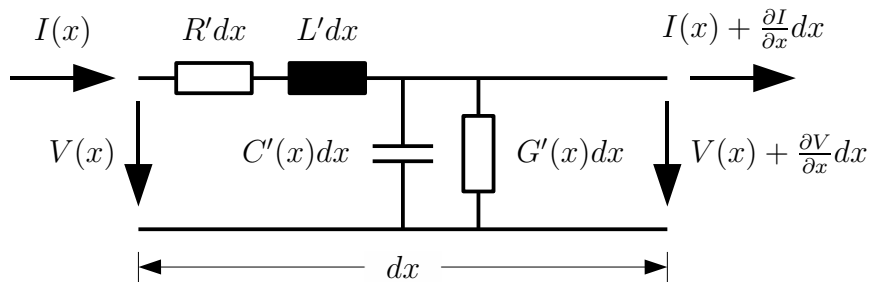 I(x) R'dx L'dx I(x) + ∂I/∂x dx
V(x) C'(x)dx G'(x)dx V(x) + ∂V/∂x dx
dx